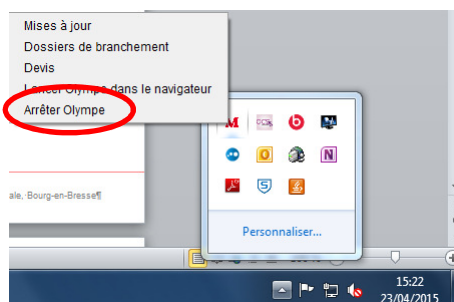 Mises à jour
Dossiers de branchement
Devis
Lancer Olympe dans le navigateur
Arrêter Olympe
ale, Bourg-en-Bresse¶
Personnaliser...
15:22
23/04/2015